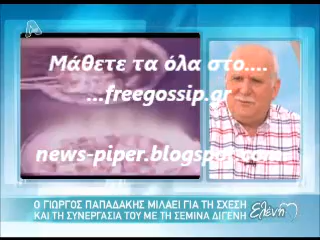 Μάθετε τα όλα στο....
...freegossip.gr
news-piper.blogspot.com
Ο ΓΙΩΡΓΟΣ ΠΑΠΑΔΑΚΗΣ ΜΙΛΑΕΙ ΓΙΑ ΤΗ ΣΧΕΣΗ
ΚΑΙ ΤΗ ΣΥΝΕΡΓΑΣΙΑ ΤΟΥ ΜΕ ΤΗ ΣΕΜΙΝΑ ΔΙΓΕΝΗ
Ελένη